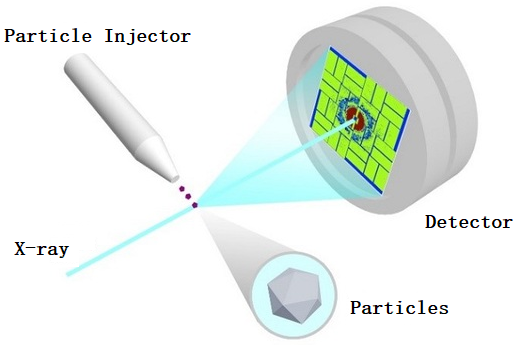 Particle Injector
Detector
X-ray
Particles